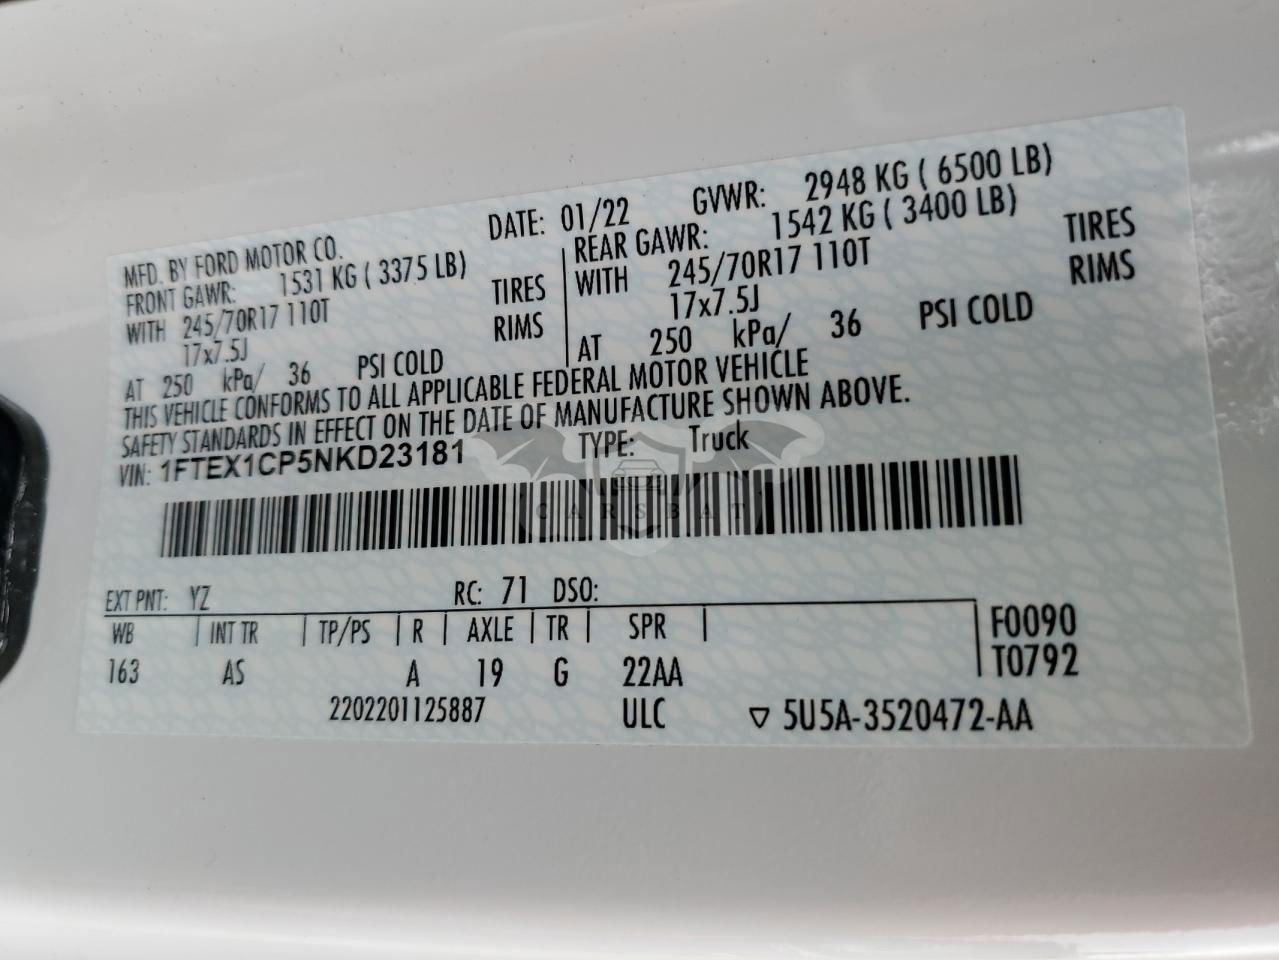 MFD. BY FORD MOTOR CO. DATE: 01/22 GVWR: 2948 KG ( 6500 LB)
FRONT GAWR: 1531 KG ( 3375 LB) REAR GAWR: 1542 KG ( 3400 LB)
WITH 245/70R17 110T TIRES WITH 245/70R17 110T TIRES
17x7.5J RIMS 17x7.5J RIMS
AT 250 kPa/ 36 PSI COLD AT 250 kPa/ 36 PSI COLD
THIS VEHICLE CONFORMS TO ALL APPLICABLE FEDERAL MOTOR VEHICLE
SAFETY STANDARDS IN EFFECT ON THE DATE OF MANUFACTURE SHOWN ABOVE.
VIN: 1FTEX1CP5NKD23181 TYPE: Truck
CARSBAT
EXT PNT: YZ RC: 71 DSO:
WB | INT TR | TP/PS | R | AXLE | TR | SPR | F0090
163 AS A 19 G 22AA T0792
2202201125887 ULC ▽ 5U5A-3520472-AA